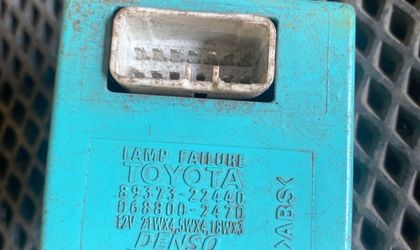 LAMP FAILURE
TOYOTA
89373-22440
068800-2470
12V 21WX4,5WX4,18WX3
DENSO
>ABS<